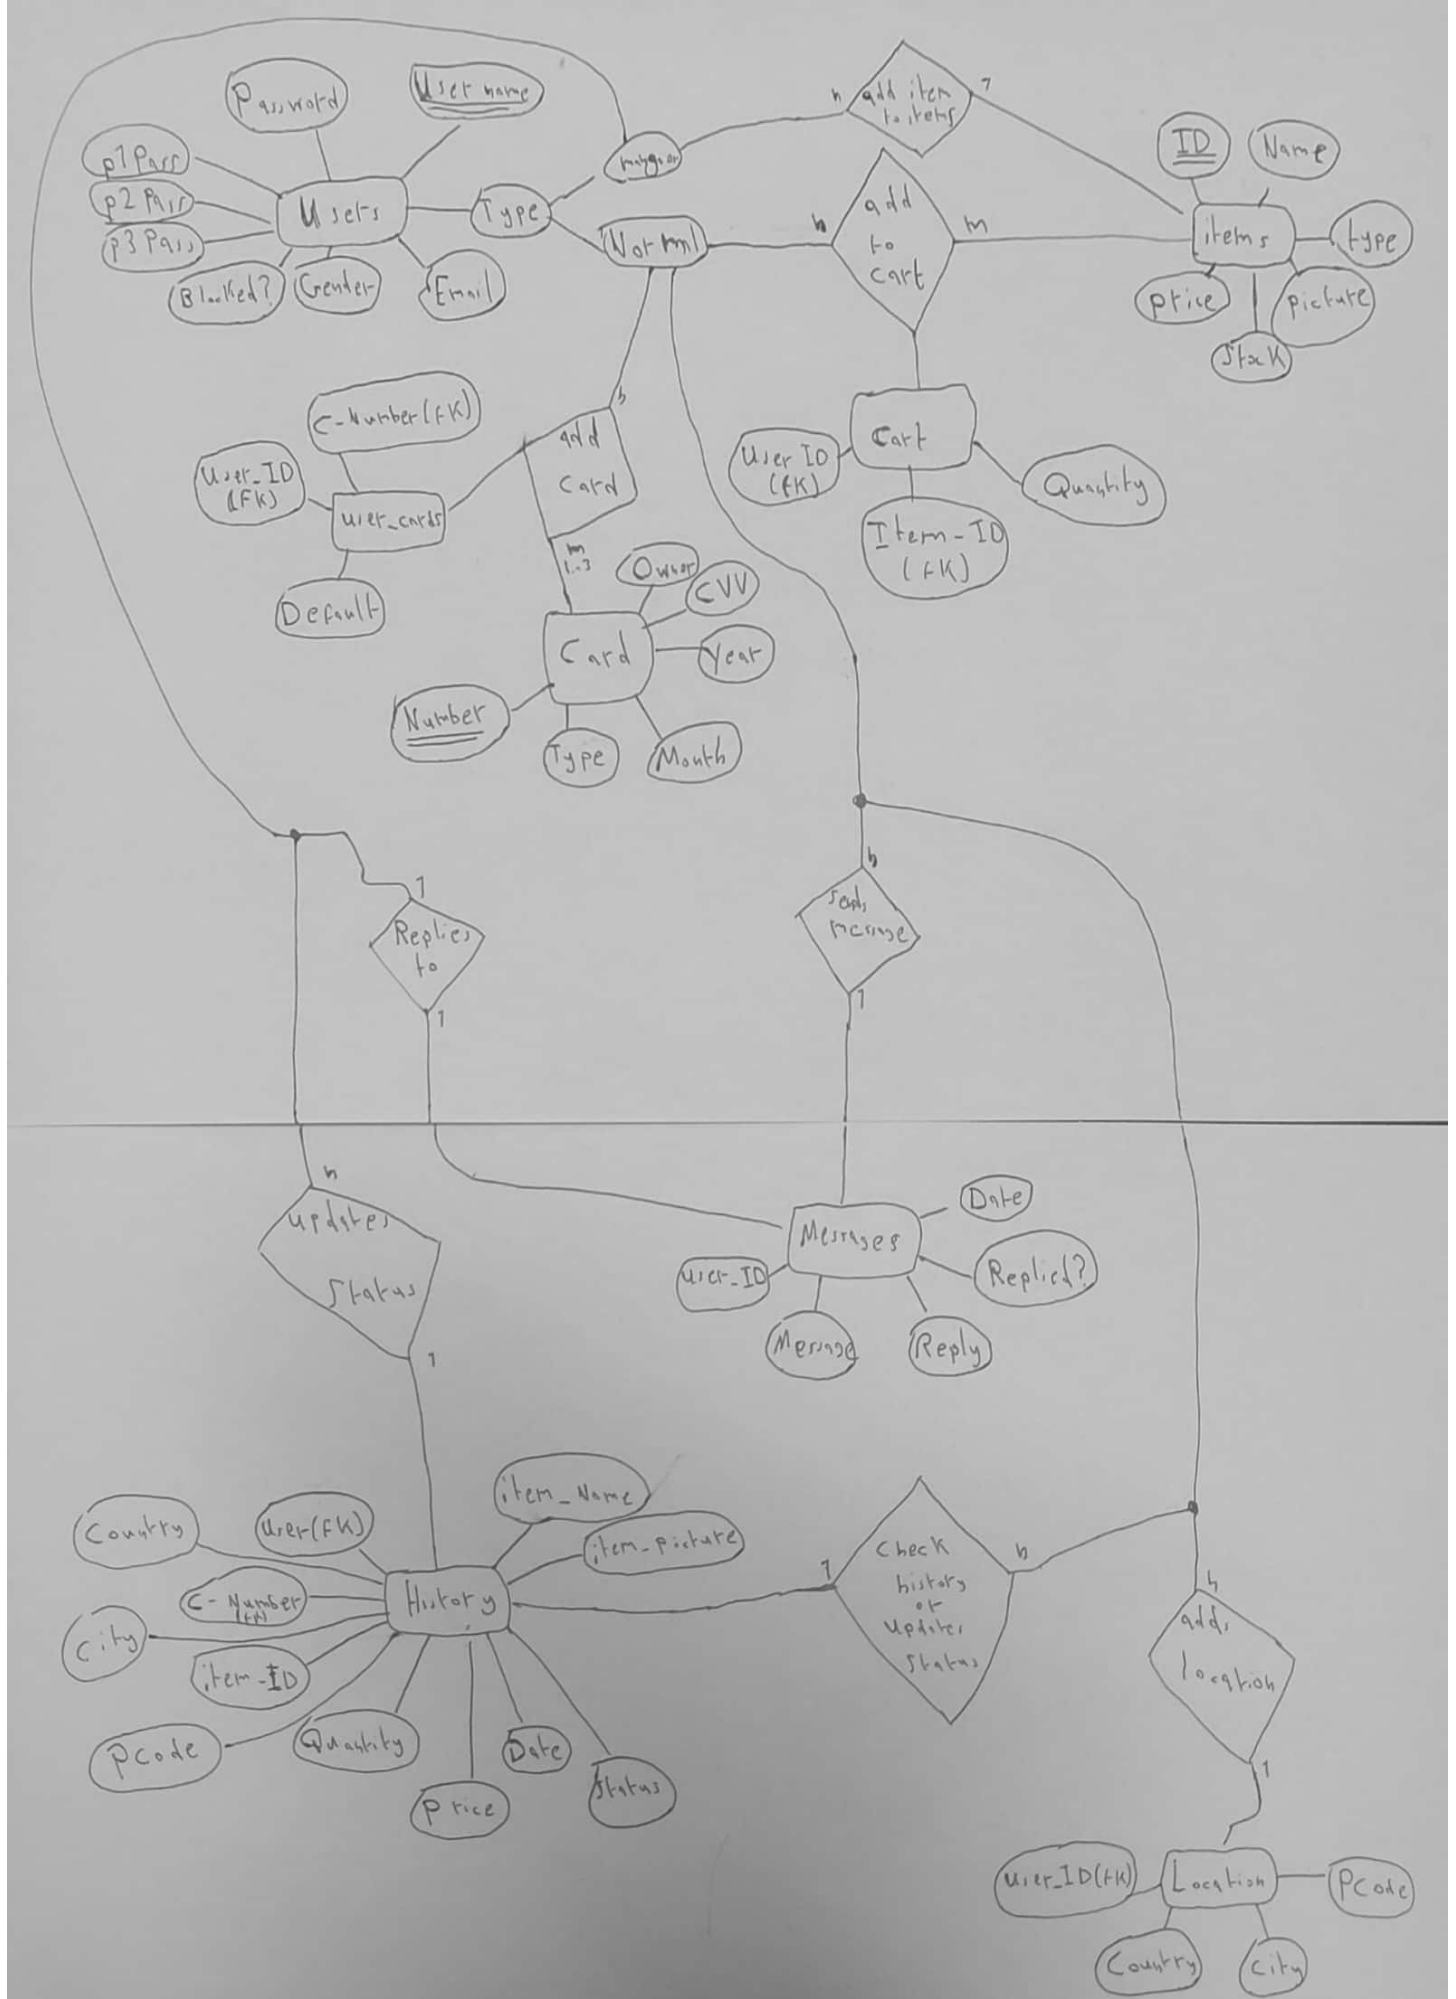 Password
User name
p1 Pass
p2 Pass
p3 Pass
Users
Type
Blocked?
Gender
Email
Normal
n
add item
to items
1
n
add
to
cart
m
ID
Name
items
type
price
picture
Stock
C-Number(fK)
User_ID
(FK)
user_cards
Default
n
add
Card
m
1..3
Cart
User ID
(fK)
Item-ID
(fK)
Quantity
Owner
CVV
Card
Year
Number
Type
Month
1
Replies
to
1
n
message
1
n
updates
status
1
Messages
Date
user_ID
Replied?
Message
Reply
Country
user(fK)
item_Name
item_picture
C-Number
(fK)
History
City
item-ID
PCode
Quantity
Price
Date
Status
1
Check
history
or
updates
status
n
n
adds
location
1
user_ID(fK)
Location
PCode
Country
City